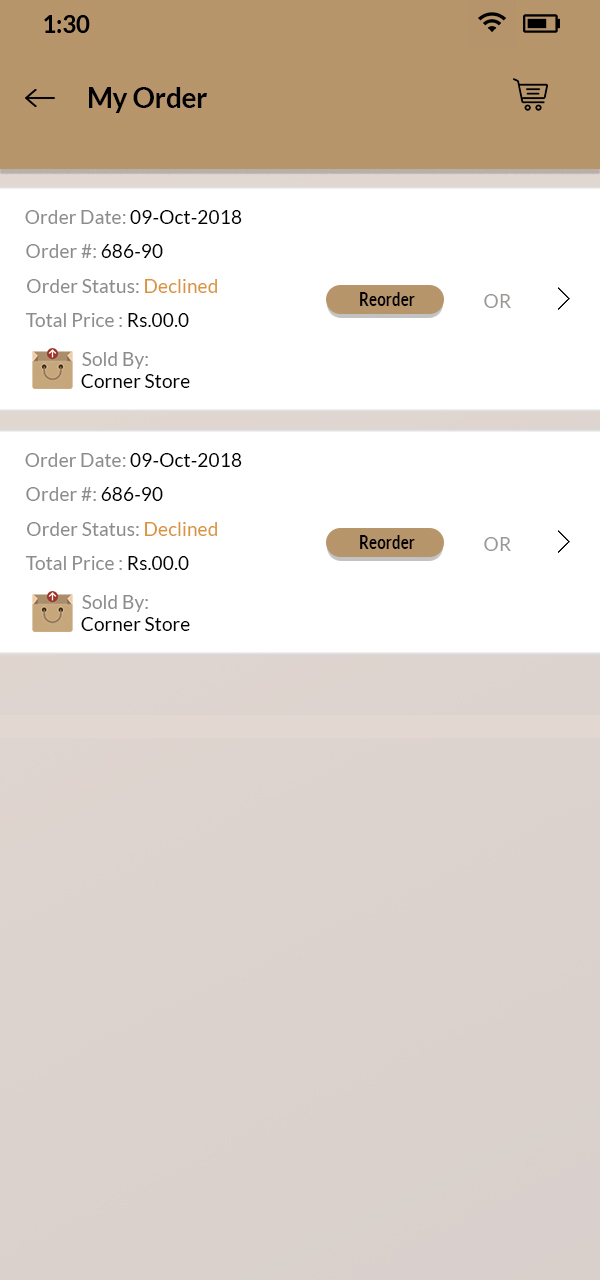 1:30
My Order
Order Date: 09-Oct-2018
Order #: 686-90
Order Status: Declined
Total Price : Rs.00.0
Reorder
OR
Sold By:
Corner Store
Order Date: 09-Oct-2018
Order #: 686-90
Order Status: Declined
Total Price : Rs.00.0
Reorder
OR
Sold By:
Corner Store